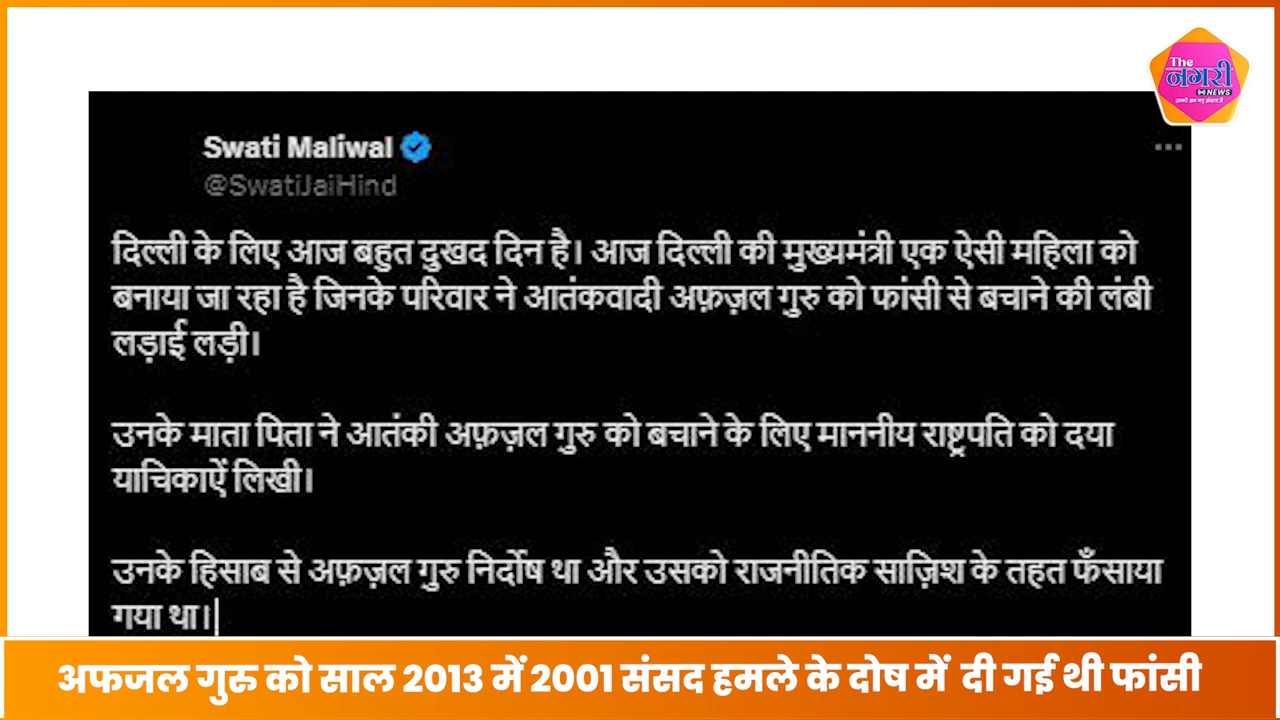 The
नगरी
NEWS
Swati Maliwal
@SwatiJaiHind
दिल्ली के लिए आज बहुत दुखद दिन है। आज दिल्ली की मुख्यमंत्री एक ऐसी महिला को
बनाया जा रहा है जिनके परिवार ने आतंकवादी अफ़ज़ल गुरु को फांसी से बचाने की लंबी
लड़ाई लड़ी।
उनके माता पिता ने आतंकी अफ़ज़ल गुरु को बचाने के लिए माननीय राष्ट्रपति को दया
याचिकाऐं लिखी।
उनके हिसाब से अफ़ज़ल गुरु निर्दोष था और उसको राजनीतिक साज़िश के तहत फँसाया
गया था।
अफजल गुरु को साल 2013 में 2001 संसद हमले के दोष में दी गई थी फांसी